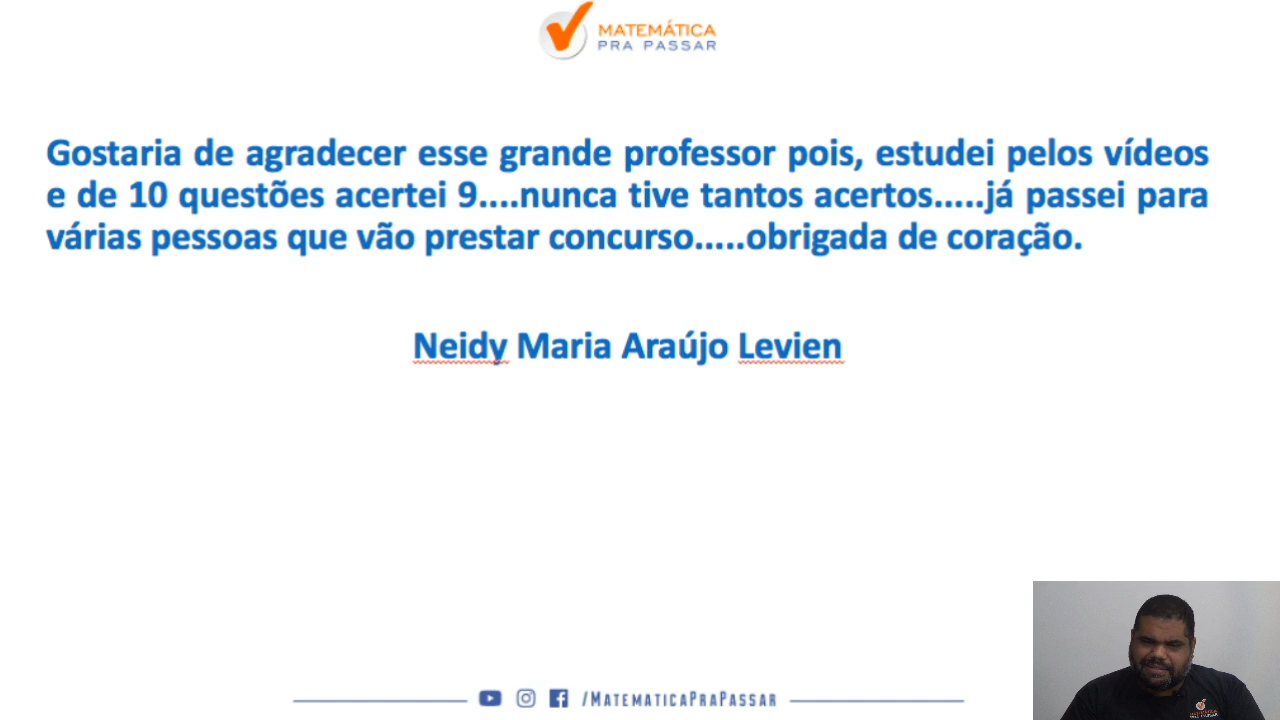 MATEMÁTICA
PRA PASSAR
Gostaria de agradecer esse grande professor pois, estudei pelos vídeos
e de 10 questões acertei 9....nunca tive tantos acertos.....já passei para
várias pessoas que vão prestar concurso.....obrigada de coração.
Neidy Maria Araújo Levien
/MATEMATICAPRAPASSAR